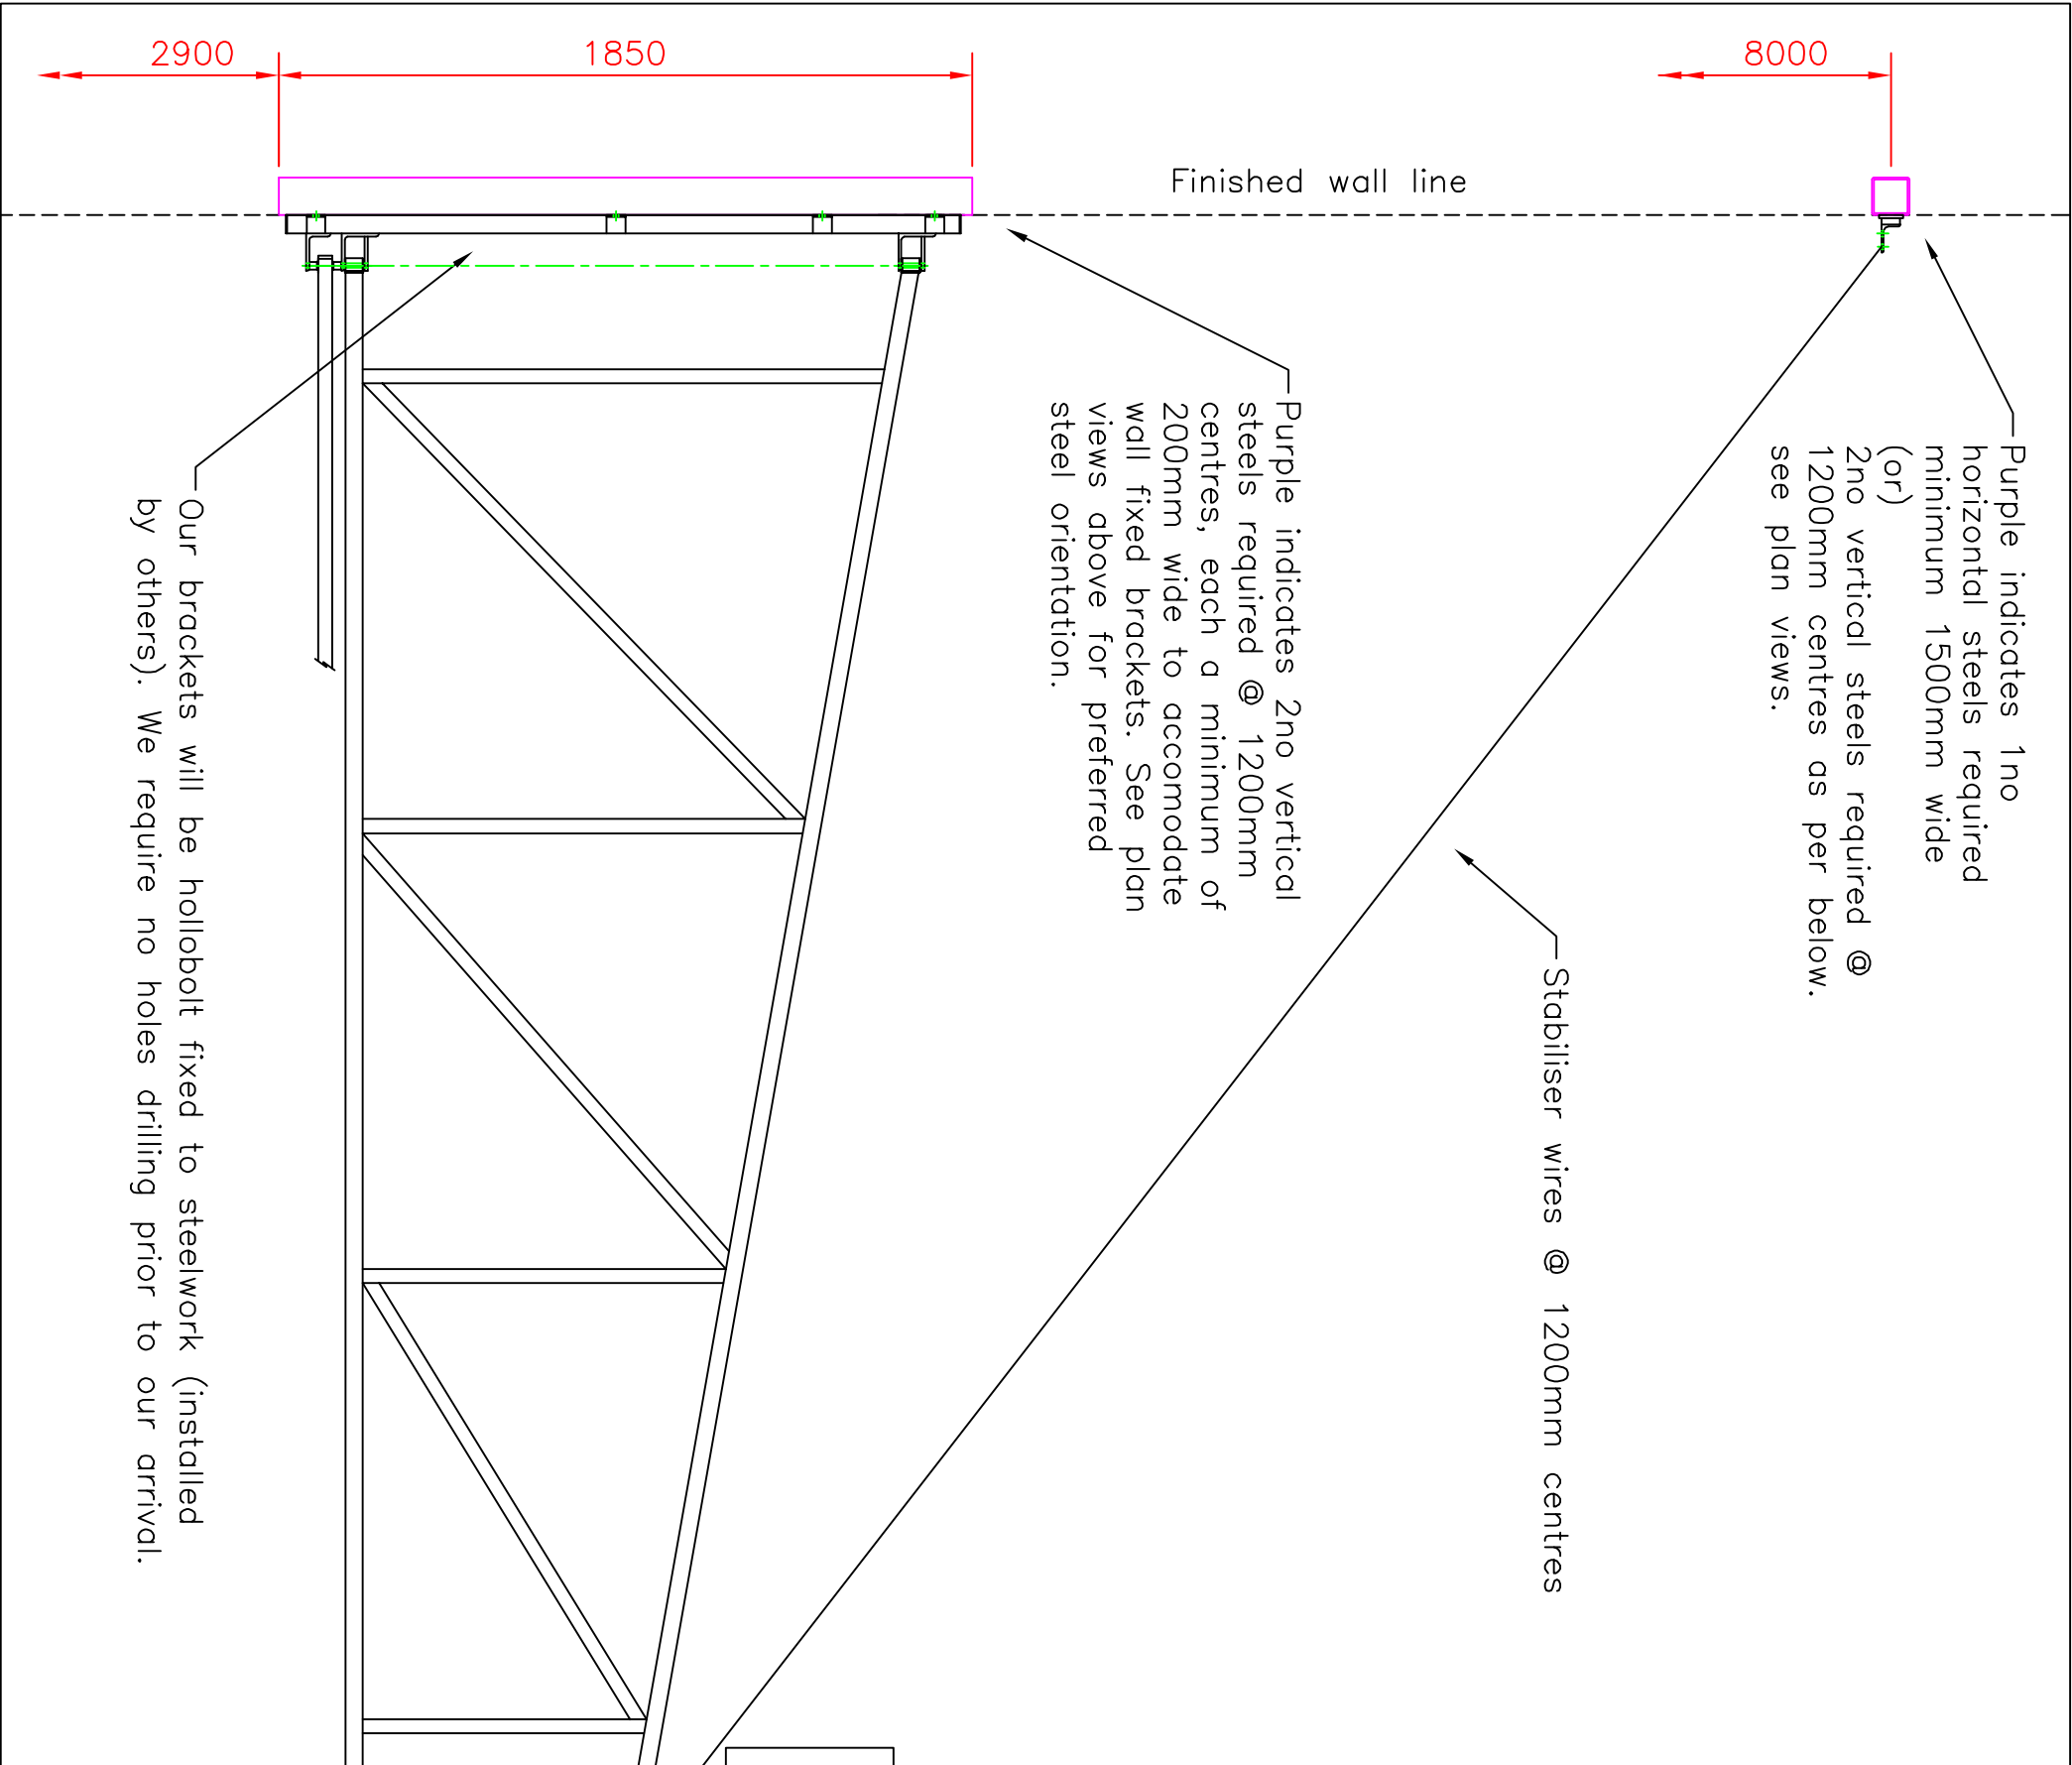 2900
1850
8000
Finished wall line
Purple indicates 1no
horizontal steels required
minimum 1500mm wide
(or)
2no vertical steels required @
1200mm centres as per below.
see plan views.
Purple indicates 2no vertical
steels required @ 1200mm
centres, each a minimum of
200mm wide to accomodate
wall fixed brackets. See plan
views above for preferred
steel orientation.
Stabiliser wires @ 1200mm centres
Our brackets will be hollobolt fixed to steelwork (installed
by others). We require no holes drilling prior to our arrival.